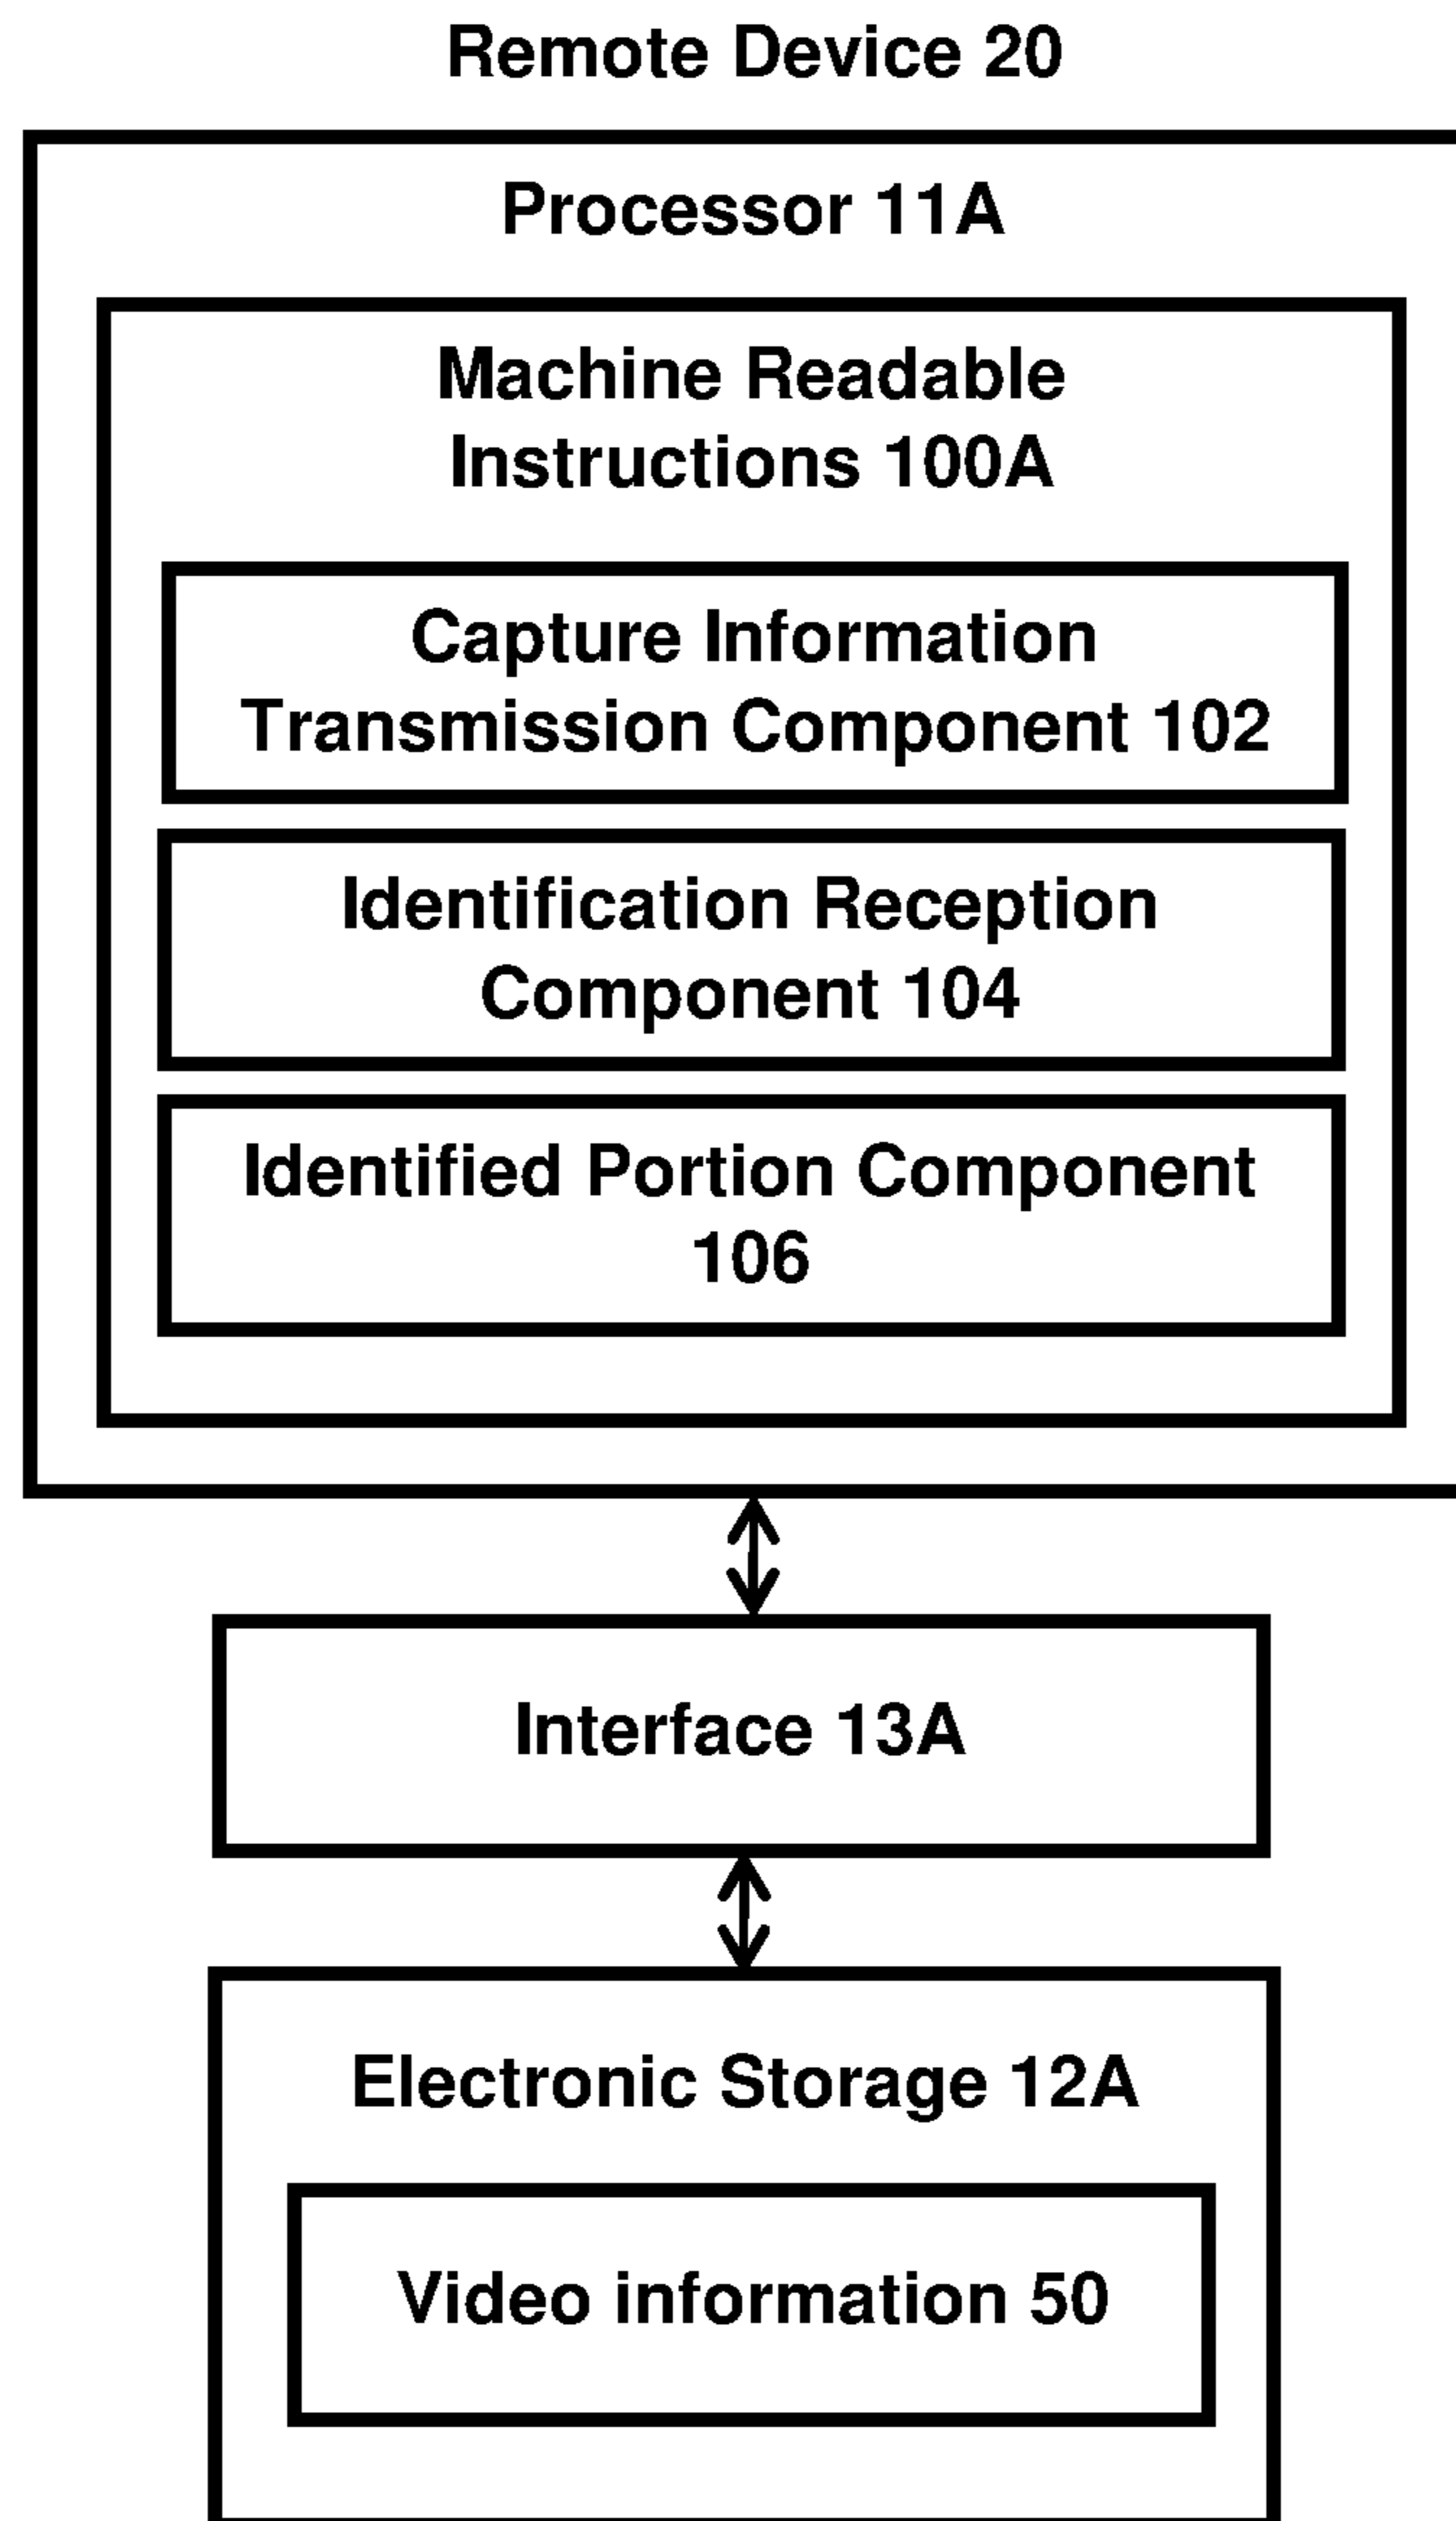 Remote Device 20
Processor 11A
Machine Readable
Instructions 100A
Capture Information
Transmission Component 102
Identification Reception
Component 104
Identified Portion Component
106
Interface 13A
Electronic Storage 12A
Video information 50